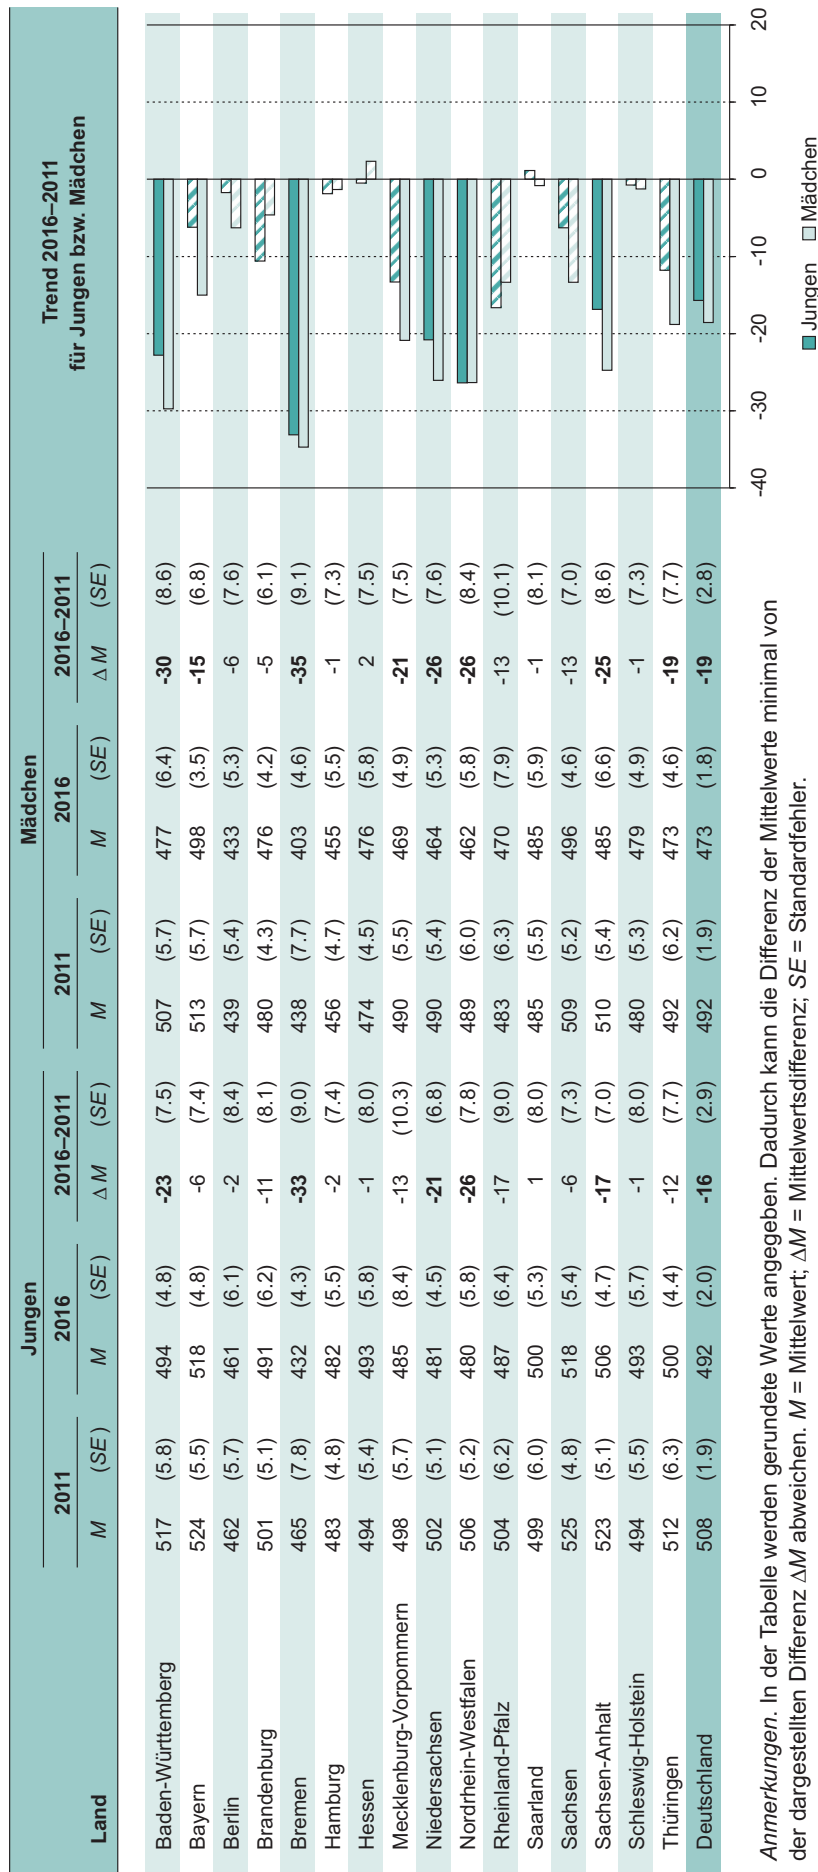 Jungen Mädchen Trend 2016–2011
für Jungen bzw. Mädchen
2011 2016 2016–2011 2011 2016 2016–2011
Land M (SE) M (SE) ΔM (SE) M (SE) M (SE) ΔM (SE)
Baden-Württemberg 517 (5.8) 494 (4.8) -23 (7.5) 507 (5.7) 477 (6.4) -30 (8.6)
Bayern 524 (5.5) 518 (4.8) -6 (7.4) 513 (5.7) 498 (3.5) -15 (6.8)
Berlin 462 (5.7) 461 (6.1) -2 (8.4) 439 (5.4) 433 (5.3) -6 (7.6)
Brandenburg 501 (5.1) 491 (6.2) -11 (8.1) 480 (4.3) 476 (4.2) -5 (6.1)
Bremen 465 (7.8) 432 (4.3) -33 (9.0) 438 (7.7) 403 (4.6) -35 (9.1)
Hamburg 483 (4.8) 482 (5.5) -2 (7.4) 456 (4.7) 455 (5.5) -1 (7.3)
Hessen 494 (5.4) 493 (5.8) -1 (8.0) 474 (4.5) 476 (5.8) 2 (7.5)
Mecklenburg-Vorpommern 498 (5.7) 485 (8.4) -13 (10.3) 490 (5.5) 469 (4.9) -21 (7.5)
Niedersachsen 502 (5.1) 481 (4.5) -21 (6.8) 490 (5.4) 464 (5.3) -26 (7.6)
Nordrhein-Westfalen 506 (5.2) 480 (5.8) -26 (7.8) 489 (6.0) 462 (5.8) -26 (8.4)
Rheinland-Pfalz 504 (6.2) 487 (6.4) -17 (9.0) 483 (6.3) 470 (7.9) -13 (10.1)
Saarland 499 (6.0) 500 (5.3) 1 (8.0) 485 (5.5) 485 (5.9) -1 (8.1)
Sachsen 525 (4.8) 518 (5.4) -6 (7.3) 509 (5.2) 496 (4.6) -13 (7.0)
Sachsen-Anhalt 523 (5.1) 506 (4.7) -17 (7.0) 510 (5.4) 485 (6.6) -25 (8.6)
Schleswig-Holstein 494 (5.5) 493 (5.7) -1 (8.0) 480 (5.3) 479 (4.9) -1 (7.3)
Thüringen 512 (6.3) 500 (4.4) -12 (7.7) 492 (6.2) 473 (4.6) -19 (7.7)
Deutschland 508 (1.9) 492 (2.0) -16 (2.9) 492 (1.9) 473 (1.8) -19 (2.8)
-40 -30 -20 -10 0 10 20
Jungen Mädchen
Anmerkungen. In der Tabelle werden gerundete Werte angegeben. Dadurch kann die Differenz der Mittelwerte minimal von
der dargestellten Differenz ΔM abweichen. M = Mittelwert; ΔM = Mittelwertsdifferenz; SE = Standardfehler.